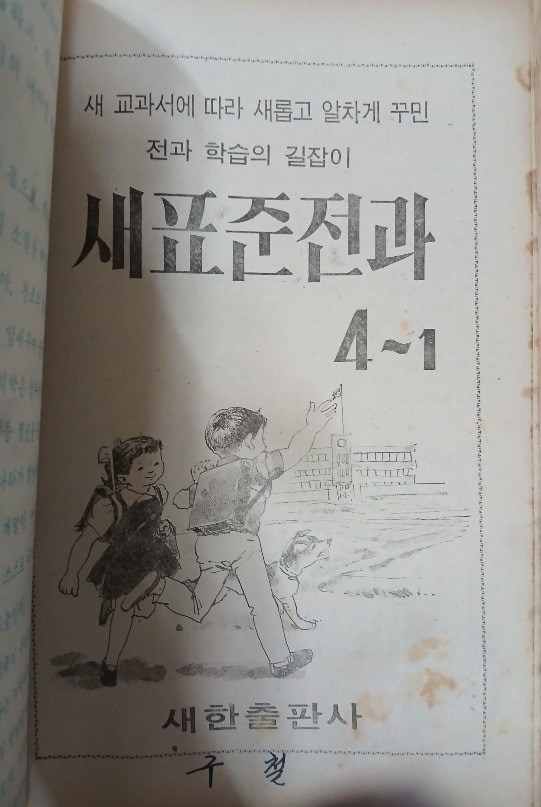 새 교과서에 따라 새롭고 알차게 꾸민
전과 학습의 길잡이
새표준전과
4~1
새한출판사
구 철